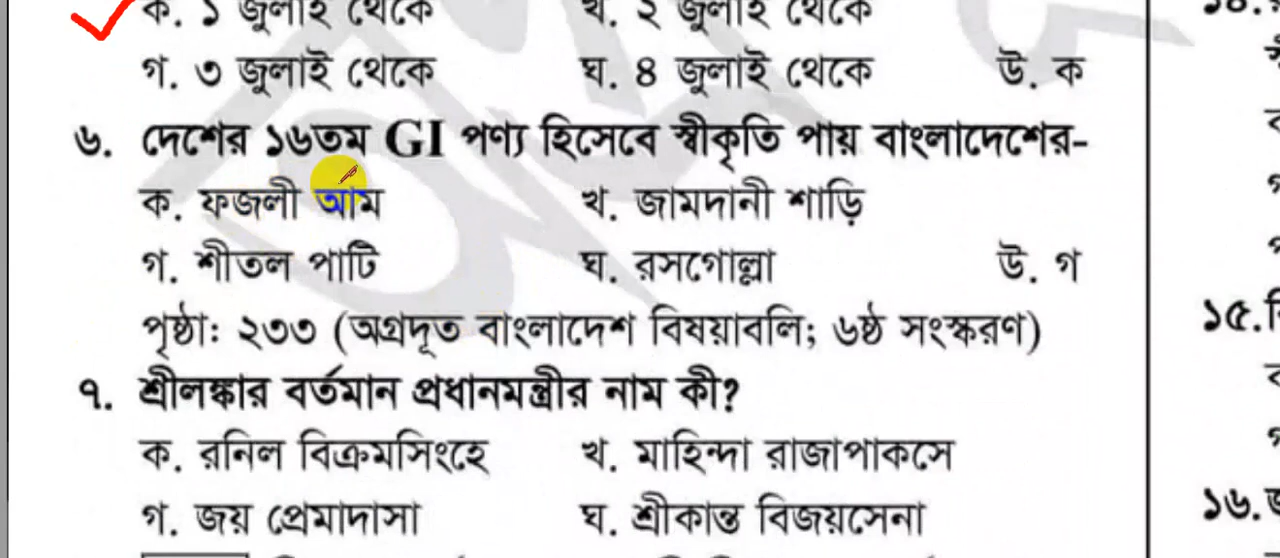 ক. ১ জুলাই থেকে খ. ২ জুলাই থেকে
গ. ৩ জুলাই থেকে ঘ. ৪ জুলাই থেকে উ. ক
৬. দেশের ১৬তম GI পণ্য হিসেবে স্বীকৃতি পায় বাংলাদেশের-
ক. ফজলী আম খ. জামদানী শাড়ি
গ. শীতল পাটি ঘ. রসগোল্লা উ. গ
পৃষ্ঠা: ২৩৩ (অগ্রদূত বাংলাদেশ বিষয়াবলি; ৬ষ্ঠ সংস্করণ)
৭. শ্রীলঙ্কার বর্তমান প্রধানমন্ত্রীর নাম কী?
ক. রনিল বিক্রমসিংহে খ. মাহিন্দা রাজাপাকসে
গ. জয় প্রেমাদাসা ঘ. শ্রীকান্ত বিজয়সেনা
১৫.
১৬.